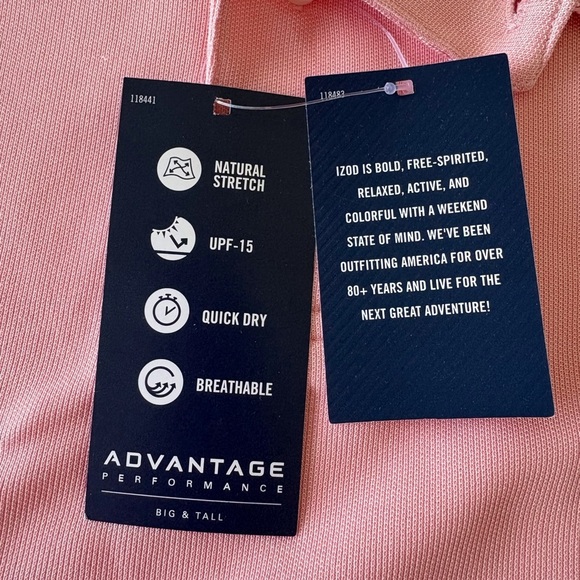 118441
NATURAL
STRETCH
UPF-15
QUICK DRY
BREATHABLE
ADVANTAGE
PERFORMANCE
BIG & TALL
118483
IZOD IS BOLD, FREE-SPIRITED,
RELAXED, ACTIVE, AND
COLORFUL WITH A WEEKEND
STATE OF MIND. WE'VE BEEN
OUTFITTING AMERICA FOR OVER
80+ YEARS AND LIVE FOR THE
NEXT GREAT ADVENTURE!